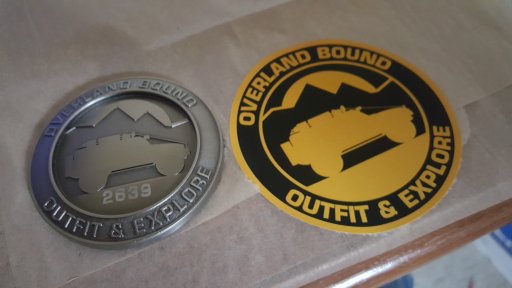 OVERLAND BOUND
2639
OUTFIT & EXPLORE
OVERLAND BOUND
OUTFIT & EXPLORE